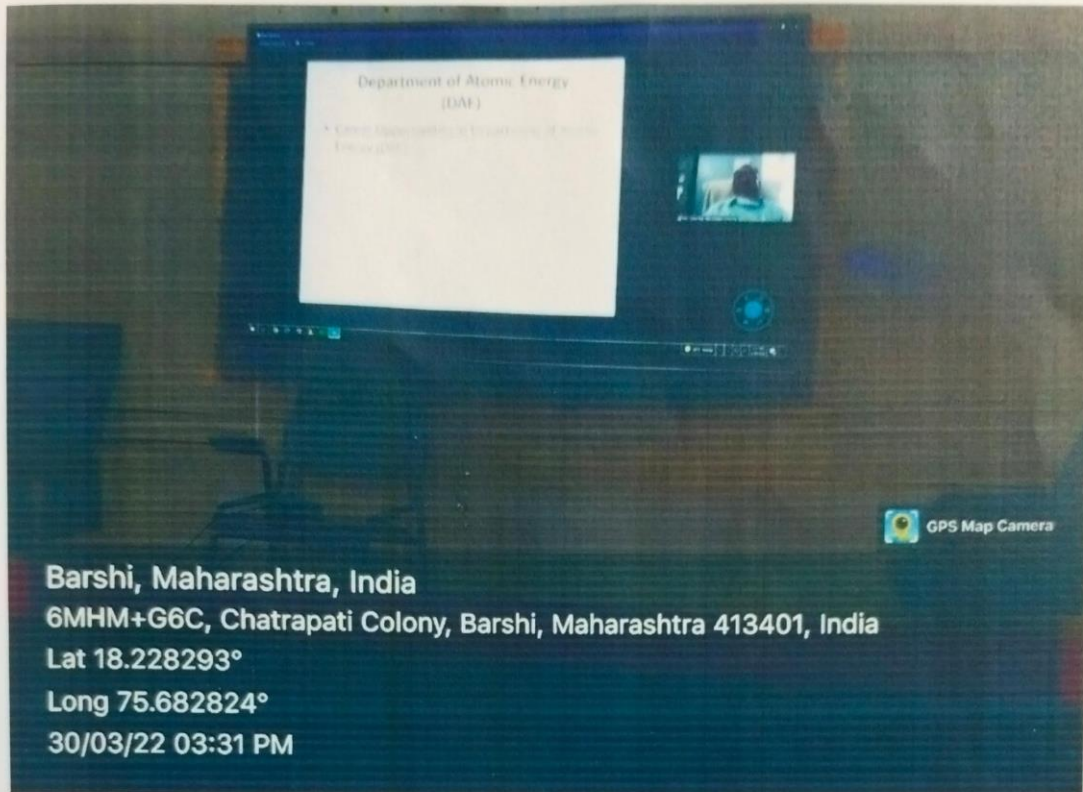 Department of Atomic Energy
(DAE)
GPS Map Camera
Barshi, Maharashtra, India
6MHM+G6C, Chatrapati Colony, Barshi, Maharashtra 413401, India
Lat 18.228293°
Long 75.682824°
30/03/22 03:31 PM